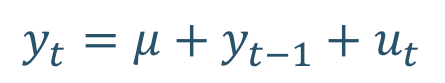 yₜ = μ + yₜ₋₁ + uₜ